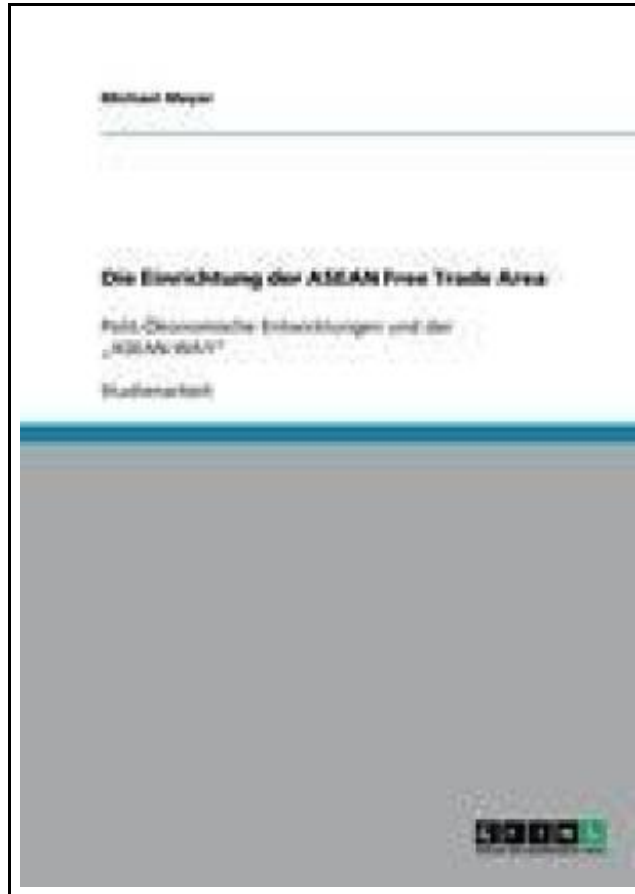 Michael Meyer
Die Einrichtung der ASEAN Free Trade Area
Polit-Ökonomische Entwicklungen und der
„ASEAN-WAY“
Studienarbeit